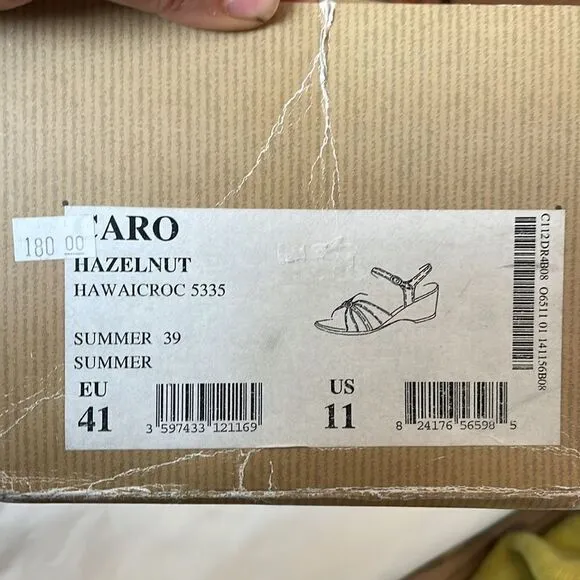 180 00
CARO
HAZELNUT
HAWAICROC 5335
SUMMER 39
SUMMER
EU
41
3 597433 121169
US
11
8 24176 56598 5
C112DR4B08 O6511 01 141156B08